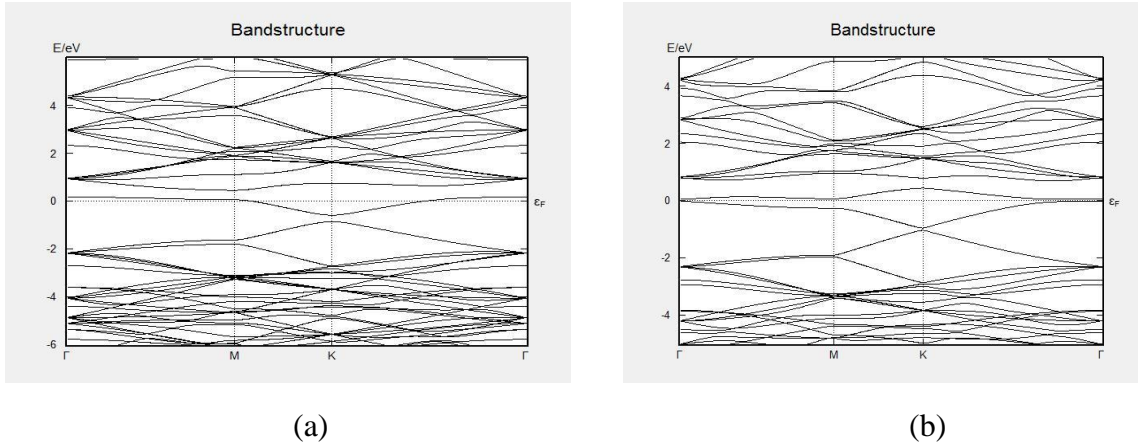 Bandstructure
E/eV
4
2
0
-2
-4
-6
Γ
M
K
Γ
εF
(a)
Bandstructure
E/eV
4
2
0
-2
-4
Γ
M
K
Γ
εF
(b)